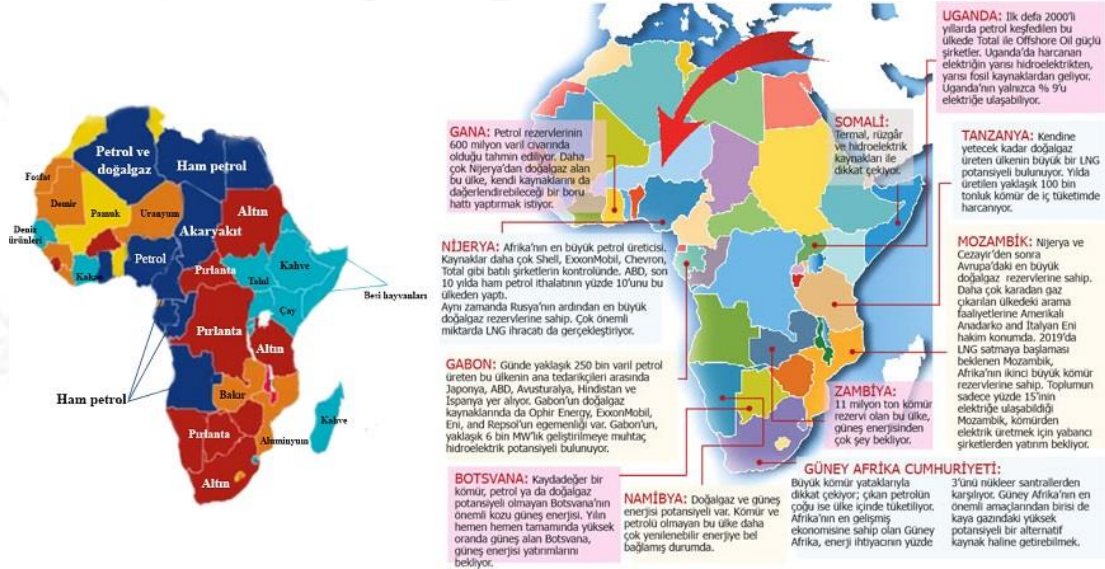 Petrol ve
doğalgaz
Ham petrol
Fosfat
Demir
Pamuk
Uranyum
Altın
Deniz
ürünleri
Akaryakıt
Kakao
Petrol
Pırlanta
Tahıl
Kahve
Besi hayvanları
Çay
Pırlanta
Altın
Ham petrol
Bakır
Kahve
Pırlanta
Aluminyum
Altın
UGANDA: İlk defa 2000'li
yıllarda petrol keşfedilen bu
ülkede Total ile Offshore Oil güçlü
şirketler. Uganda'da harcanan
elektriğin yarısı hidroelektrikten,
yarısı fosil kaynaklardan geliyor.
Uganda'nın yalnızca % 9'u
elektriğe ulaşabiliyor.
GANA: Petrol rezervlerinin
600 milyon varil civarında
olduğu tahmin ediliyor. Daha
çok Nijerya'dan doğalgaz alan
bu ülke, kendi kaynaklarını da
değerlendirebileceği bir boru
hattı yaptırmak istiyor.
SOMALİ:
Termal, rüzgâr
ve hidroelektrik
kaynakları ile
dikkat çekiyor.
TANZANYA: Kendine
yetecek kadar doğalgaz
üreten ülkenin büyük bir LNG
potansiyeli bulunuyor. Yılda
üretilen yaklaşık 100 bin
tonluk kömür de iç tüketimde
harcanıyor.
NİJERYA: Afrika'nın en büyük petrol üreticisi.
Kaynaklar daha çok Shell, ExxonMobil, Chevron,
Total gibi batılı şirketlerin kontrolünde. ABD, son
10 yılda ham petrol ithalatının yüzde 10'unu bu
ülkeden yaptı.
Aynı zamanda Rusya'nın ardından en büyük
doğalgaz rezervlerine sahip. Çok önemli
miktarda LNG ihracatı da gerçekleştiriyor.
MOZAMBİK: Nijerya ve
Cezayir'den sonra
Avrupa'daki en büyük
doğalgaz rezervlerine sahip.
Daha çok karadan gaz
çıkarılan ülkedeki arama
faaliyetlerine Amerikalı
Anadarko and İtalyan Eni
hakim konumda. 2019'da
LNG satmaya başlaması
beklenen Mozambik,
Afrika'nın ikinci büyük kömür
rezervlerine sahip. Toplumun
sadece yüzde 15'inin
elektriğe ulaşabildiği
Mozambik, kömürden
elektrik üretmek için yabancı
şirketlerden yatırım bekliyor.
GABON: Günde yaklaşık 250 bin varil petrol
üreten bu ülkenin ana tedarikçileri arasında
Japonya, ABD, Avusturalya, Hindistan ve
İspanya yer alıyor. Gabon'un doğalgaz
kaynaklarında da Ophir Energy, ExxonMobil,
Eni, and Repsol'un egemenliği var. Gabon'un,
yaklaşık 6 bin MW'lik geliştirilmeye muhtaç
hidroelektrik potansiyeli bulunuyor.
ZAMBİYA:
11 milyon ton kömür
rezervi olan bu ülke,
güneş enerjisinden
çok şey bekliyor.
BOTSVANA: Kaydadeğer bir
kömür, petrol ya da doğalgaz
potansiyeli olmayan Botsvana'nın
önemli kozu güneş enerjisi. Yılın
hemen hemen tamamında yüksek
oranda güneş alan Botsvana,
güneş enerjisi yatırımlarını
bekliyor.
NAMİBYA: Doğalgaz ve güneş
enerjisi potansiyeli var. Kömür ve
petrolü olmayan bu ülke daha
çok yenilenebilir enerjiye bel
bağlamış durumda.
GÜNEY AFRİKA CUMHURİYETİ:
Büyük kömür yataklarıyla
dikkat çekiyor; çıkan petrolün
çoğu ise ülke içinde tüketiliyor.
Afrika'nın en gelişmiş
ekonomisine sahip olan Güney
Afrika, enerji ihtiyacının yüzde
3'ünü nükleer santrallerden
karşılıyor. Güney Afrika'nın en
önemli amaçlarından birisi de
kaya gazındaki yüksek
potansiyeli bir alternatif
kaynak haline getirebilmek.